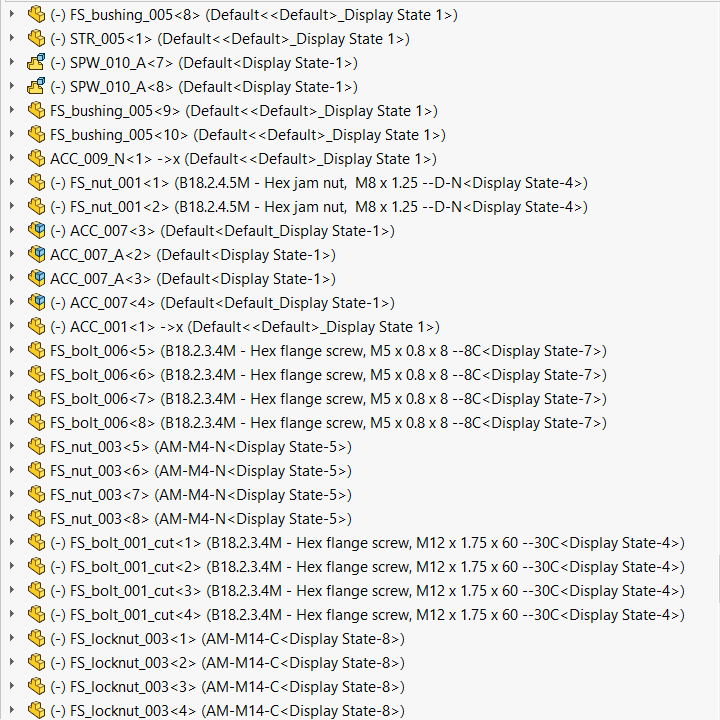 (-) FS_bushing_005<8> (Default<<Default>_Display State 1>)
(-) STR_005<1> (Default<<Default>_Display State 1>)
(-) SPW_010_A<7> (Default<Display State-1>)
(-) SPW_010_A<8> (Default<Display State-1>)
FS_bushing_005<9> (Default<<Default>_Display State 1>)
FS_bushing_005<10> (Default<<Default>_Display State 1>)
ACC_009_N<1> ->x (Default<<Default>_Display State 1>)
(-) FS_nut_001<1> (B18.2.4.5M - Hex jam nut,  M8 x 1.25 --D-N<Display State-4>)
(-) FS_nut_001<2> (B18.2.4.5M - Hex jam nut,  M8 x 1.25 --D-N<Display State-4>)
(-) ACC_007<3> (Default<Default_Display State-1>)
ACC_007_A<2> (Default<Display State-1>)
ACC_007_A<3> (Default<Display State-1>)
(-) ACC_007<4> (Default<Default_Display State-1>)
(-) ACC_001<1> ->x (Default<<Default>_Display State 1>)
FS_bolt_006<5> (B18.2.3.4M - Hex flange screw, M5 x 0.8 x 8 --8C<Display State-7>)
FS_bolt_006<6> (B18.2.3.4M - Hex flange screw, M5 x 0.8 x 8 --8C<Display State-7>)
FS_bolt_006<7> (B18.2.3.4M - Hex flange screw, M5 x 0.8 x 8 --8C<Display State-7>)
FS_bolt_006<8> (B18.2.3.4M - Hex flange screw, M5 x 0.8 x 8 --8C<Display State-7>)
FS_nut_003<5> (AM-M4-N<Display State-5>)
FS_nut_003<6> (AM-M4-N<Display State-5>)
FS_nut_003<7> (AM-M4-N<Display State-5>)
FS_nut_003<8> (AM-M4-N<Display State-5>)
(-) FS_bolt_001_cut<1> (B18.2.3.4M - Hex flange screw, M12 x 1.75 x 60 --30C<Display State-4>)
(-) FS_bolt_001_cut<2> (B18.2.3.4M - Hex flange screw, M12 x 1.75 x 60 --30C<Display State-4>)
(-) FS_bolt_001_cut<3> (B18.2.3.4M - Hex flange screw, M12 x 1.75 x 60 --30C<Display State-4>)
(-) FS_bolt_001_cut<4> (B18.2.3.4M - Hex flange screw, M12 x 1.75 x 60 --30C<Display State-4>)
(-) FS_locknut_003<1> (AM-M14-C<Display State-8>)
(-) FS_locknut_003<2> (AM-M14-C<Display State-8>)
(-) FS_locknut_003<3> (AM-M14-C<Display State-8>)
(-) FS_locknut_003<4> (AM-M14-C<Display State-8>)